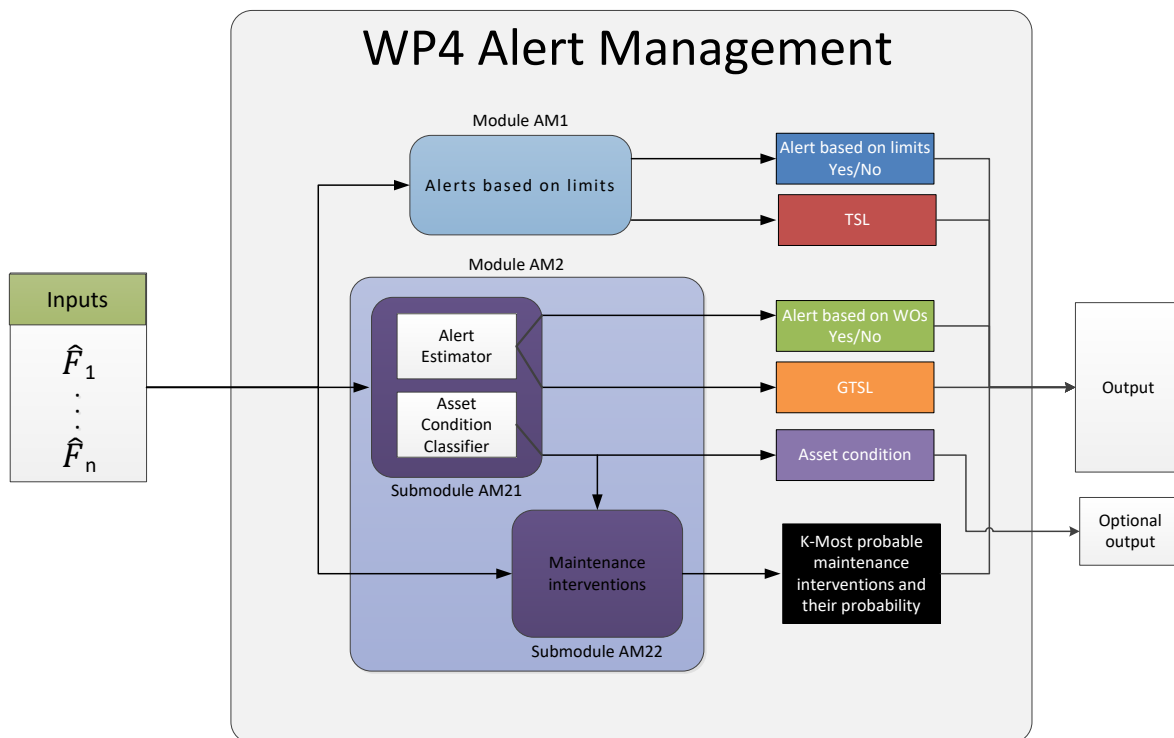 WP4 Alert Management
Module AM1
Alerts based on limits
Alert based on limits
Yes/No
TSL
Module AM2
Inputs
F̂1
.
.
.
F̂n
Alert
Estimator
Asset
Condition
Classifier
Submodule AM21
Alert based on WOs
Yes/No
GTSL
Asset condition
Output
Optional
output
Maintenance
interventions
Submodule AM22
K-Most probable
maintenance
interventions and
their probability